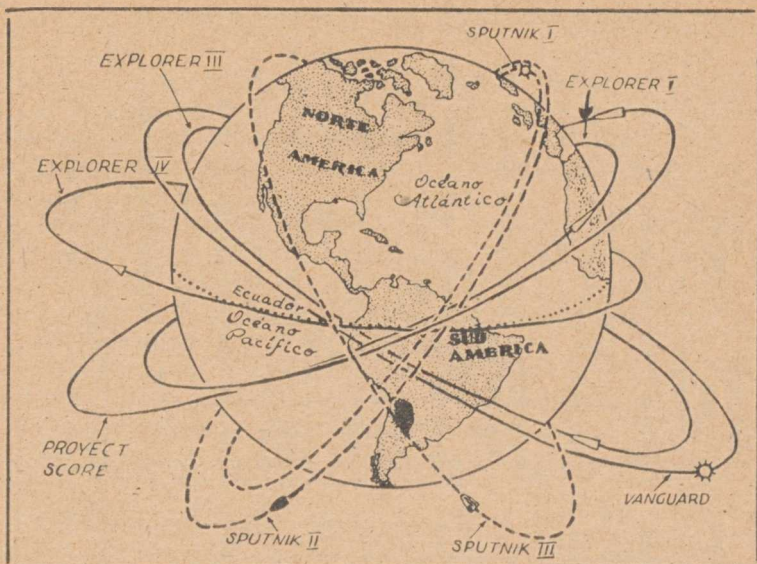 SPUTNIK I
EXPLORER III
EXPLORER I
NORTE
AMERICA
EXPLORER IV
Océano
Atlántico
Ecuador
Océano
Pacífico
SUD
AMERICA
PROYECT
SCORE
VANGUARD
SPUTNIK II
SPUTNIK III